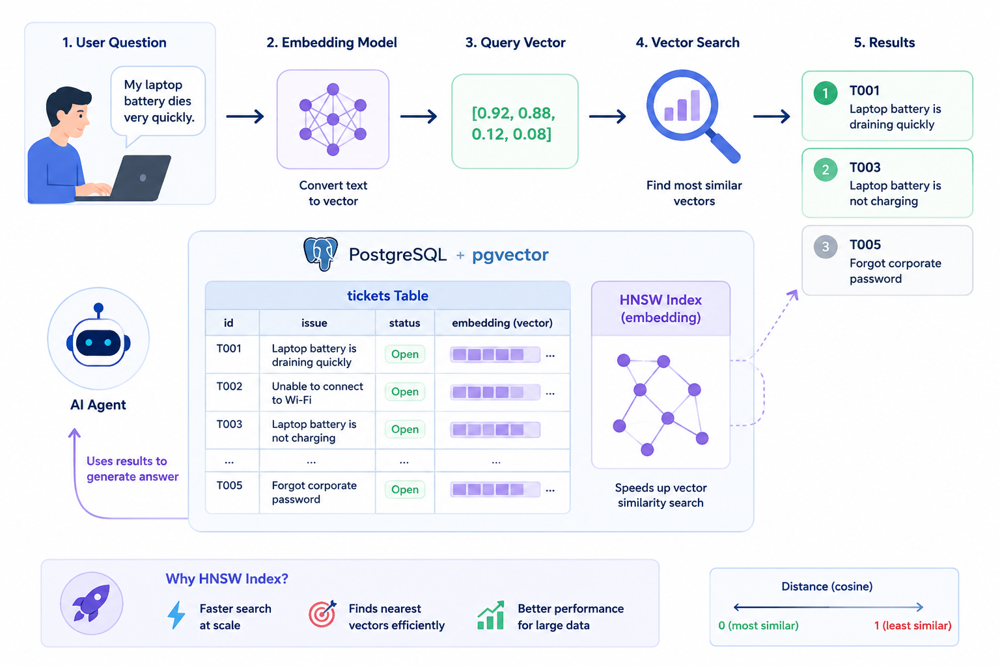 1. User Question
My laptop
battery dies
very quickly.
2. Embedding Model
Convert text
to vector
3. Query Vector
[0.92, 0.88,
0.12, 0.08]
4. Vector Search
Find most similar
vectors
5. Results
1
T001
Laptop battery is
draining quickly
2
T003
Laptop battery is
not charging
3
T005
Forgot corporate
password
PostgreSQL + pgvector
tickets Table
id issue status embedding (vector)
T001 Laptop battery is Open ...
draining quickly
T002 Unable to connect Open ...
to Wi-Fi
T003 Laptop battery is Open
not charging
... ... ... ...
T005 Forgot corporate Open ...
password
HNSW Index
(embedding)
Speeds up vector
similarity search
AI Agent
Uses results to
generate answer
Why HNSW Index?
Faster search
at scale
Finds nearest
vectors efficiently
Better performance
for large data
Distance (cosine)
0 (most similar) 1 (least similar)